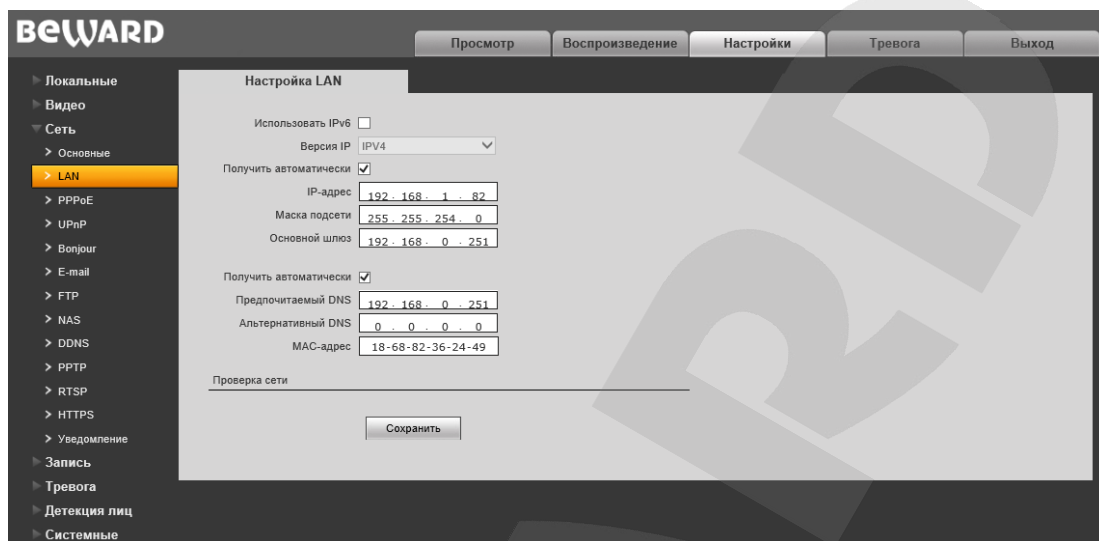 BEWARD
Просмотр
Воспроизведение
Настройки
Тревога
Выход
Локальные
Видео
Сеть
Основные
LAN
PPPoE
UPnP
Bonjour
E-mail
FTP
NAS
DDNS
PPTP
RTSP
HTTPS
Уведомление
Запись
Тревога
Детекция лиц
Системные
Настройка LAN
Использовать IPv6
Версия IP IPV4
Получить автоматически
IP-адрес 192 . 168 . 1 . 82
Маска подсети 255 . 255 . 254 . 0
Основной шлюз 192 . 168 . 0 . 251
Получить автоматически
Предпочитаемый DNS 192 . 168 . 0 . 251
Альтернативный DNS 0 . 0 . 0 . 0
MAC-адрес 18-68-82-36-24-49
Проверка сети
Сохранить